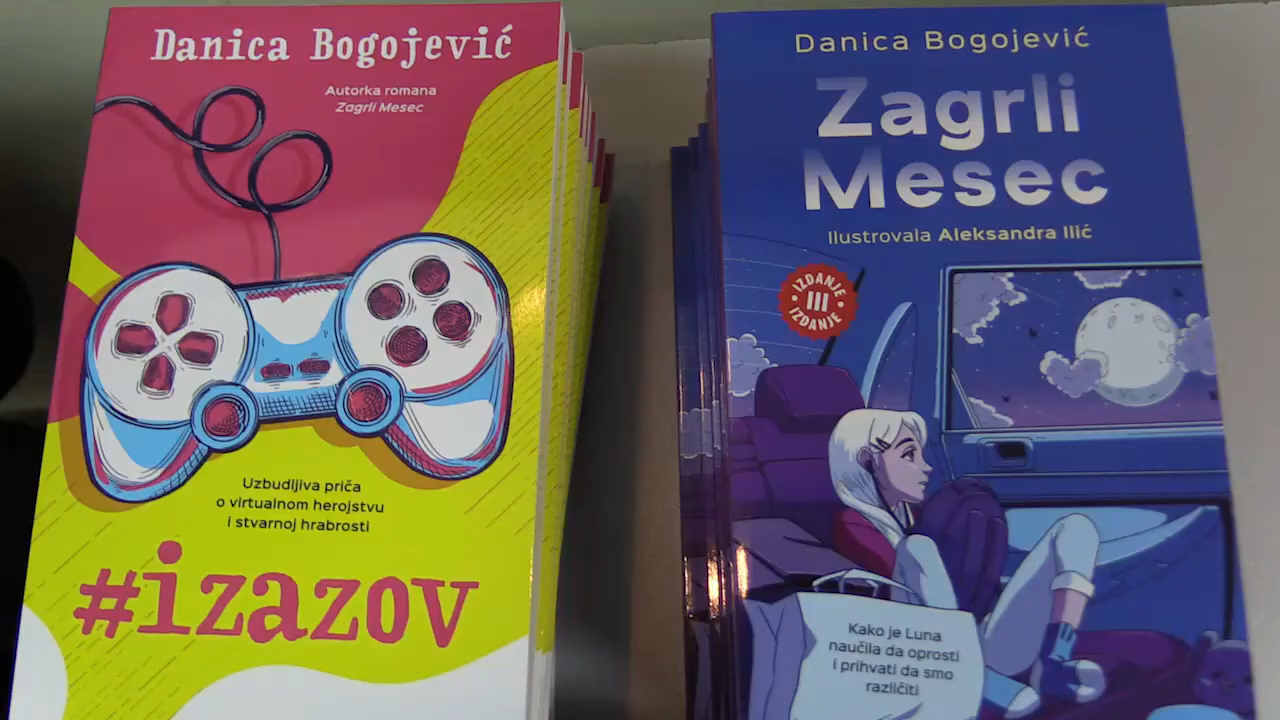 Danica Bogojević
Autorka romana
Zagrli Mesec
Uzbudljiva priča
o virtualnom herojstvu
i stvarnoj hrabrosti
#izazov
Danica Bogojević
Zagrli
Mesec
Ilustrovala Aleksandra Ilić
IZDANJE
III
IZDANJE
Kako je Luna
naučila da oprosti
i prihvati da smo
različiti